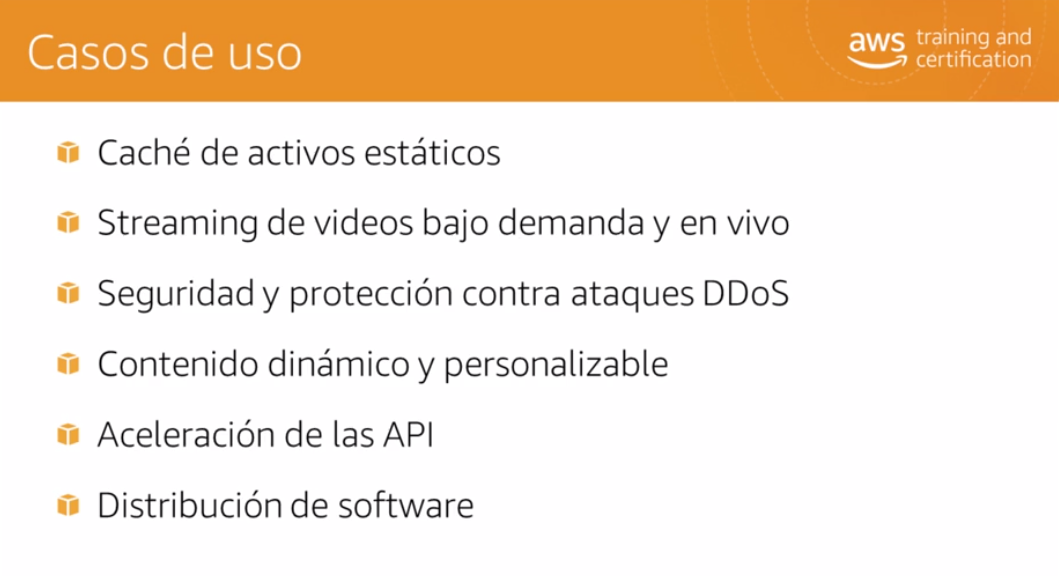 Casos de uso
aws training and
certification
Caché de activos estáticos
Streaming de videos bajo demanda y en vivo
Seguridad y protección contra ataques DDoS
Contenido dinámico y personalizable
Aceleración de las API
Distribución de software